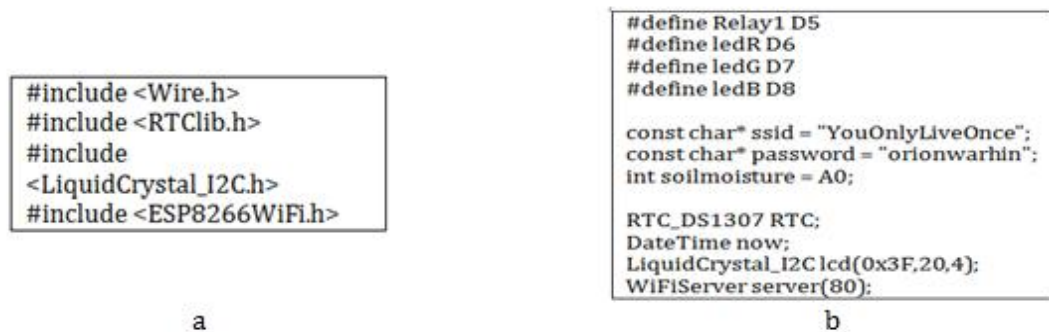 #include <Wire.h>
#include <RTClib.h>
#include
<LiquidCrystal_I2C.h>
#include <ESP8266WiFi.h>
a
#define Relay1 D5
#define ledR D6
#define ledG D7
#define ledB D8
const char* ssid = "YouOnlyLiveOnce";
const char* password = "orionwarhin";
int soilmoisture = A0;
RTC_DS1307 RTC;
DateTime now;
LiquidCrystal_I2C lcd(0x3F,20,4);
WiFiServer server(80);
b